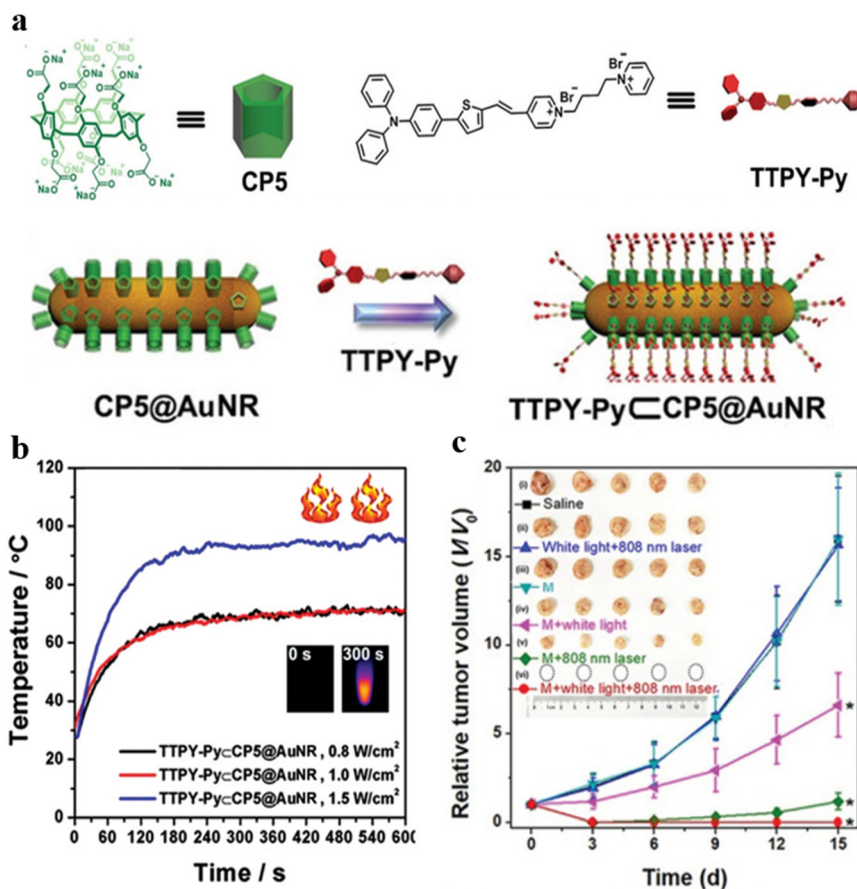 a
CP5
TTPY-Py
CP5@AuNR
TTPY-Py
TTPY-Py⊂CP5@AuNR
b
Temperature / °C
120
100
80
60
40
20
0
0 s
300 s
TTPY-Py⊂CP5@AuNR, 0.8 W/cm²
TTPY-Py⊂CP5@AuNR, 1.0 W/cm²
TTPY-Py⊂CP5@AuNR, 1.5 W/cm²
0 60 120 180 240 300 360 420 480 540 600
Time / s
c
Relative tumor volume (V/V₀)
20
15
10
5
0
(i)
Saline
(ii)
White light+808 nm laser
(iii)
M
(iv)
M+white light
(v)
M+808 nm laser
(vi)
M+white light+808 nm laser
*
*
*
0 3 6 9 12 15
Time (d)